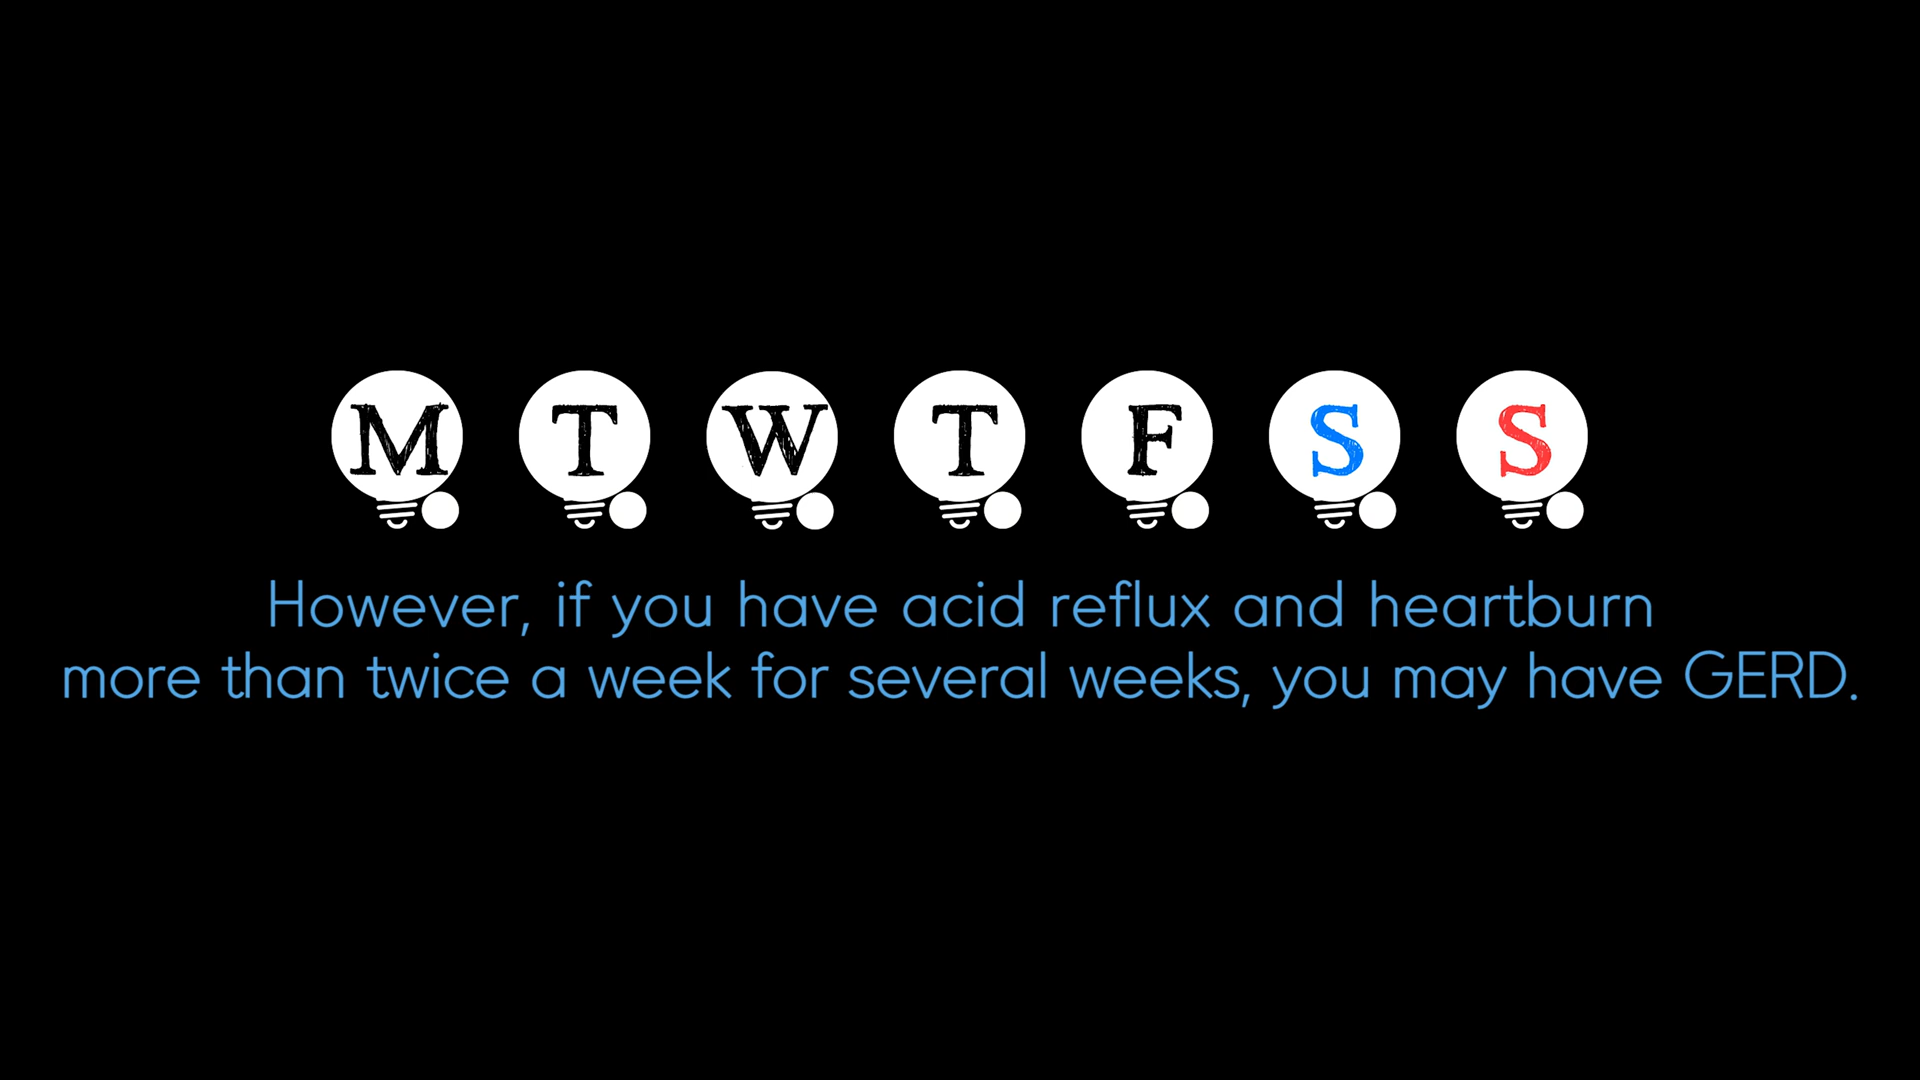 M T W T F S S
However, if you have acid reflux and heartburn
more than twice a week for several weeks, you may have GERD.